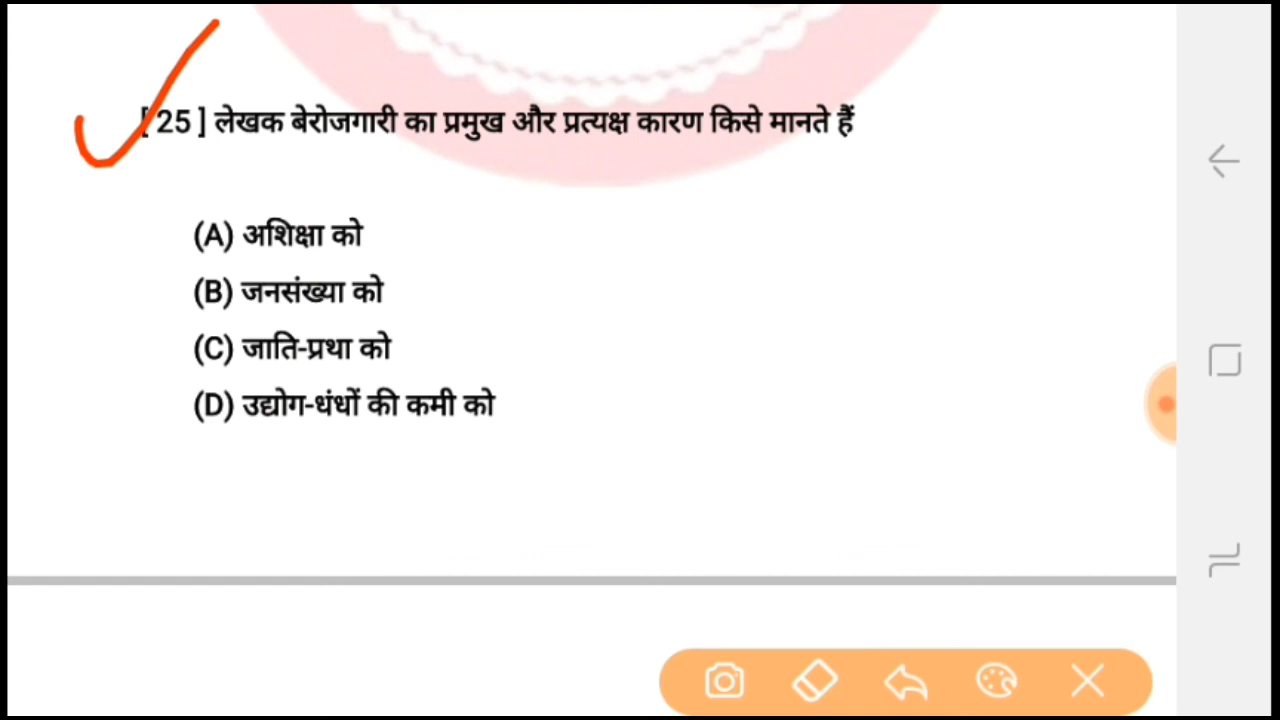 [ 25 ] लेखक बेरोजगारी का प्रमुख और प्रत्यक्ष कारण किसे मानते हैं
(A) अशिक्षा को
(B) जनसंख्या को
(C) जाति-प्रथा को
(D) उद्योग-धंधों की कमी को